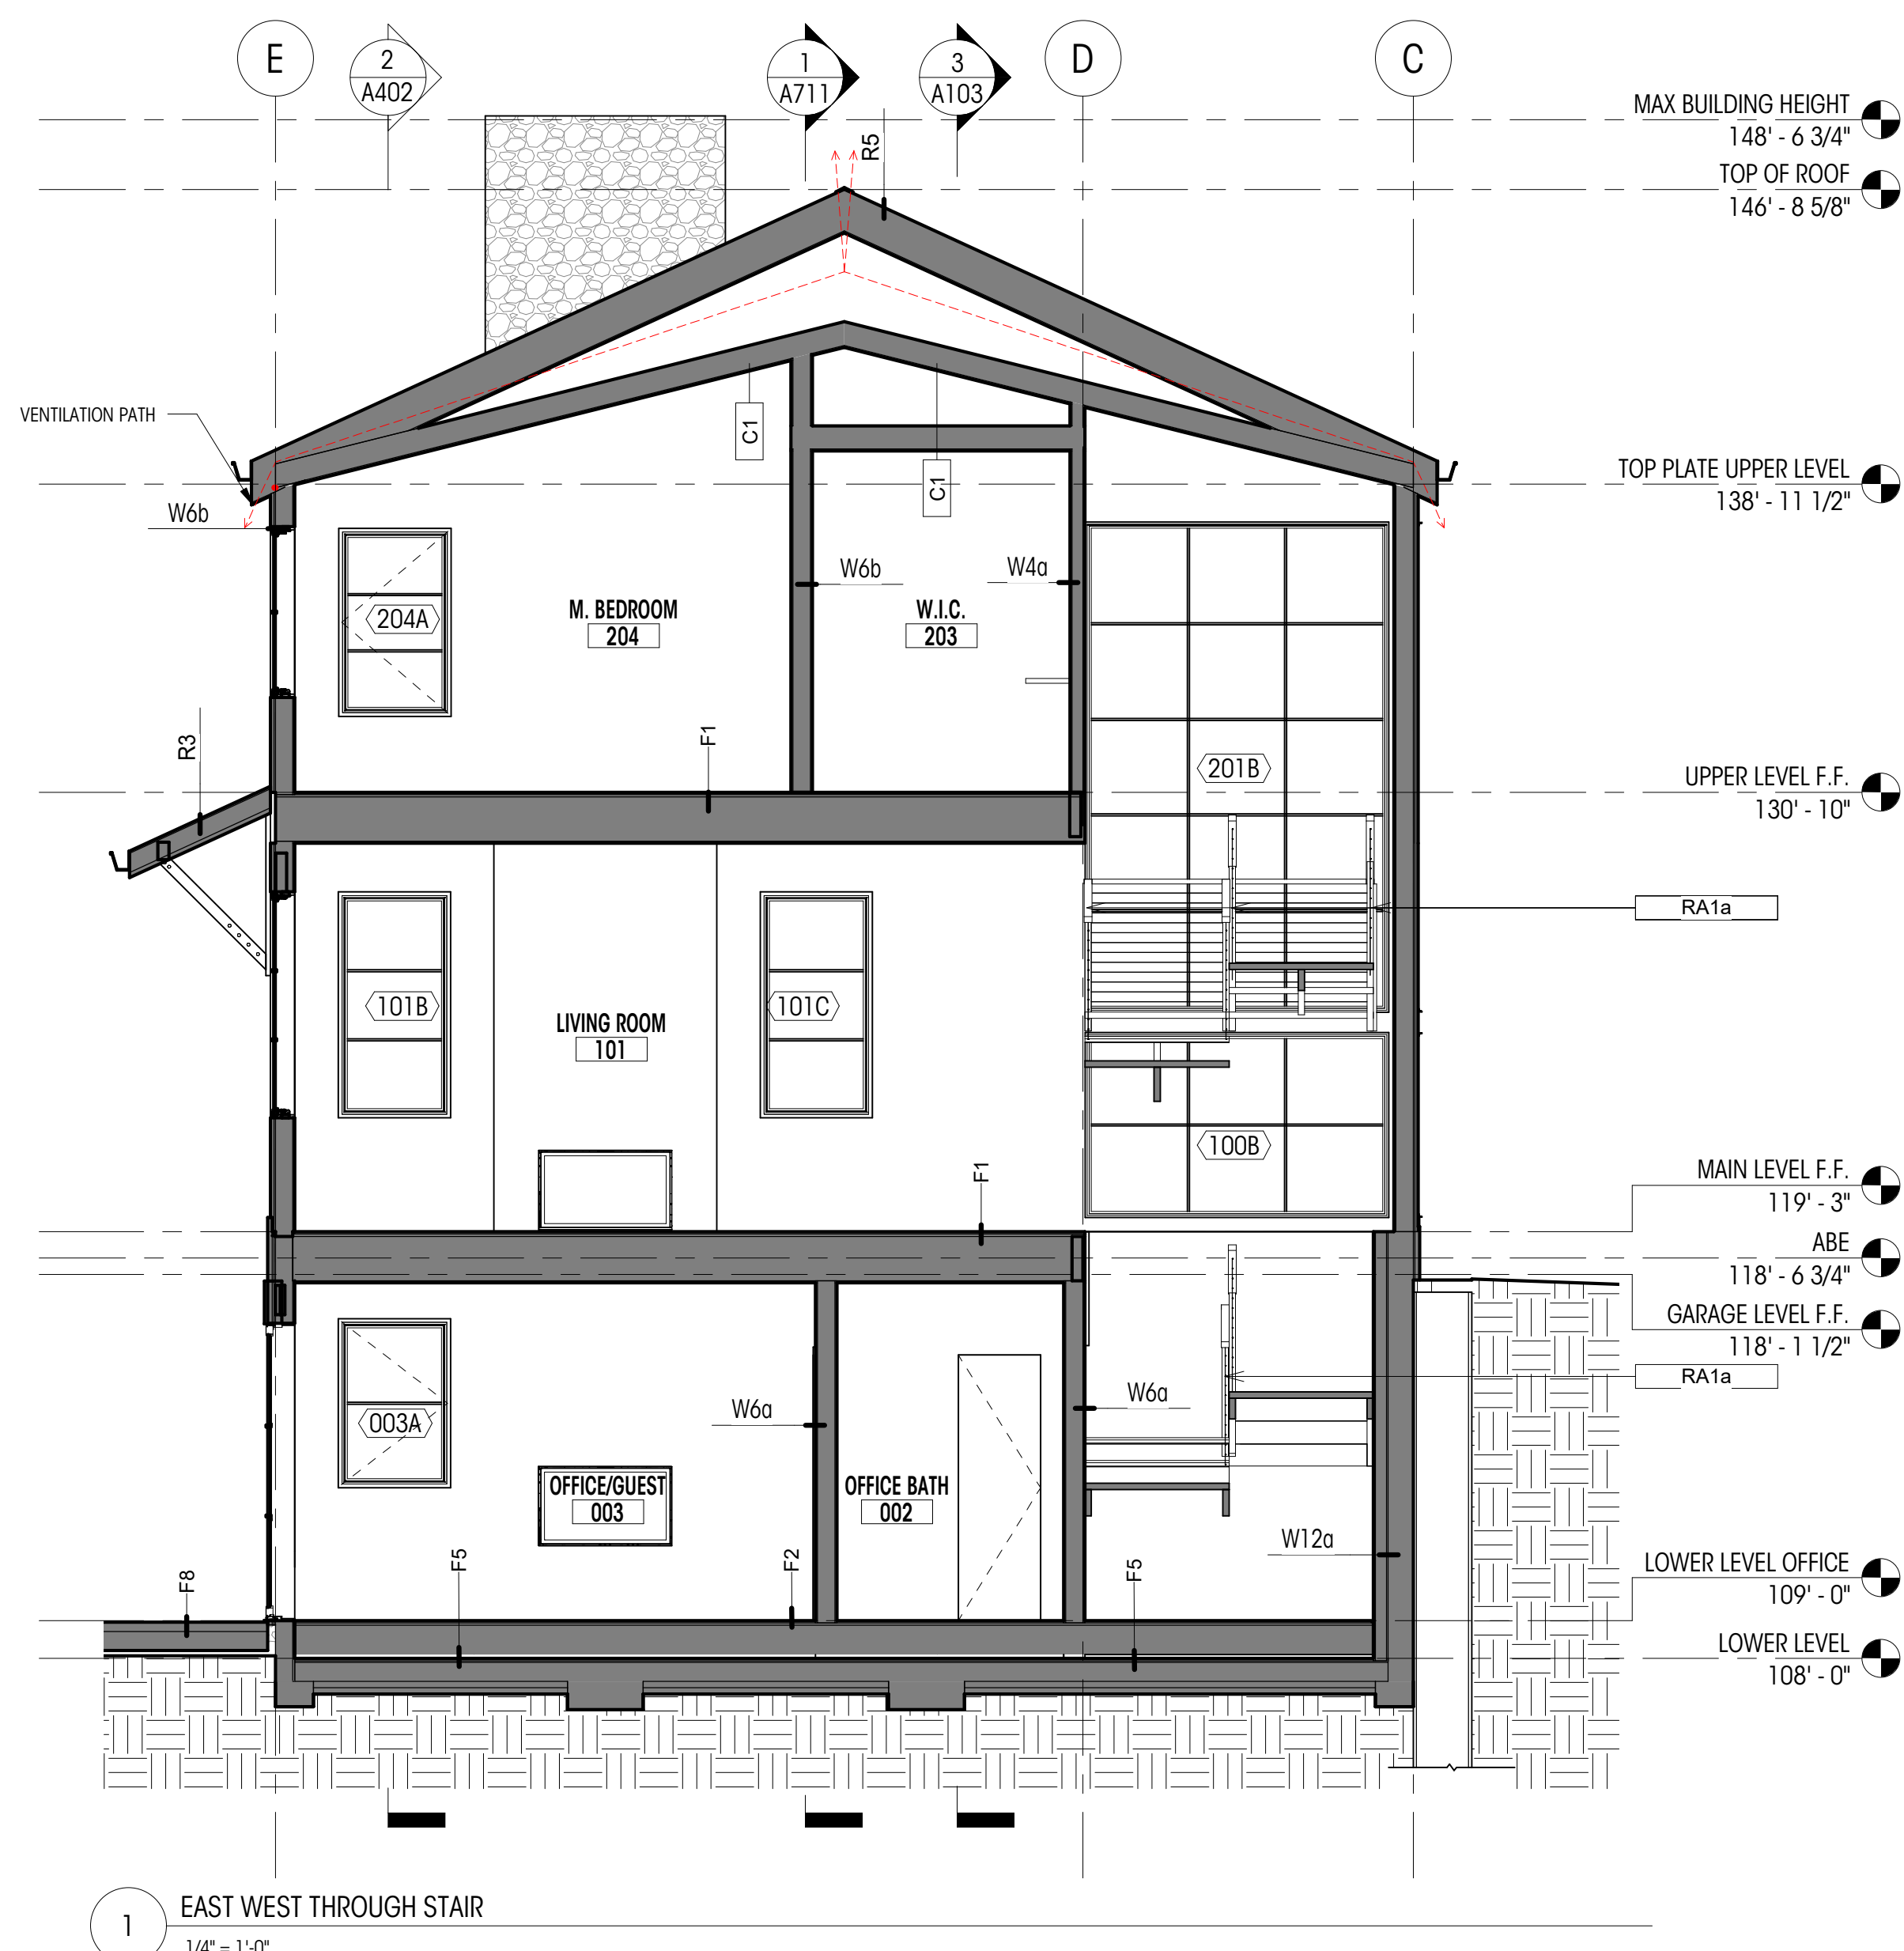 E
2
A402
1
A711
3
A103
D
C
MAX BUILDING HEIGHT
148' - 6 3/4"
R5
TOP OF ROOF
146' - 8 5/8"
VENTILATION PATH
C1
C1
TOP PLATE UPPER LEVEL
138' - 11 1/2"
W6b
W6b
W4a
204A
M. BEDROOM
204
W.I.C.
203
R3
F1
201B
UPPER LEVEL F.F.
130' - 10"
RA1a
101B
101C
LIVING ROOM
101
100B
F1
MAIN LEVEL F.F.
119' - 3"
ABE
118' - 6 3/4"
GARAGE LEVEL F.F.
118' - 1 1/2"
RA1a
003A
W6a
W6a
OFFICE/GUEST
003
OFFICE BATH
002
W12a
F8
F5
F2
F5
LOWER LEVEL OFFICE
109' - 0"
LOWER LEVEL
108' - 0"
1
EAST WEST THROUGH STAIR
1/4" = 1'-0"